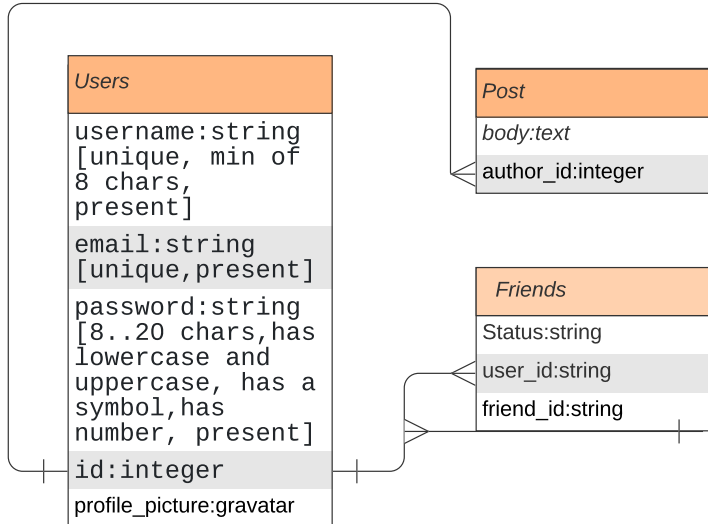 Users
username:string
[unique, min of
8 chars,
present]
email:string
[unique,present]
password:string
[8..20 chars,has
lowercase and
uppercase, has a
symbol,has
number, present]
id:integer
profile_picture:gravatar
Post
body:text
author_id:integer
Friends
Status:string
user_id:string
friend_id:string